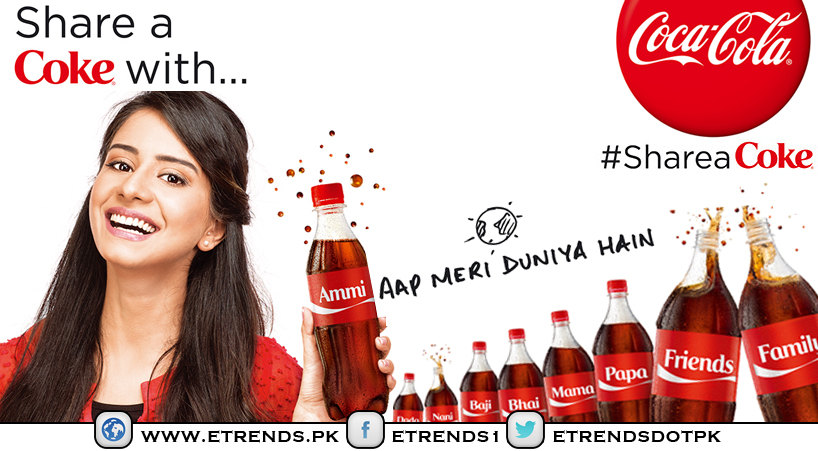 Share a
Coke with...
Coca-Cola
#ShareaCoke
AAP MERI DUNIYA HAIN
Ammi
Dada
Nani
Baji
Bhai
Mama
Papa
Friends
Family
WWW.ETRENDS.PK
ETRENDS1
ETRENDSDOTPK